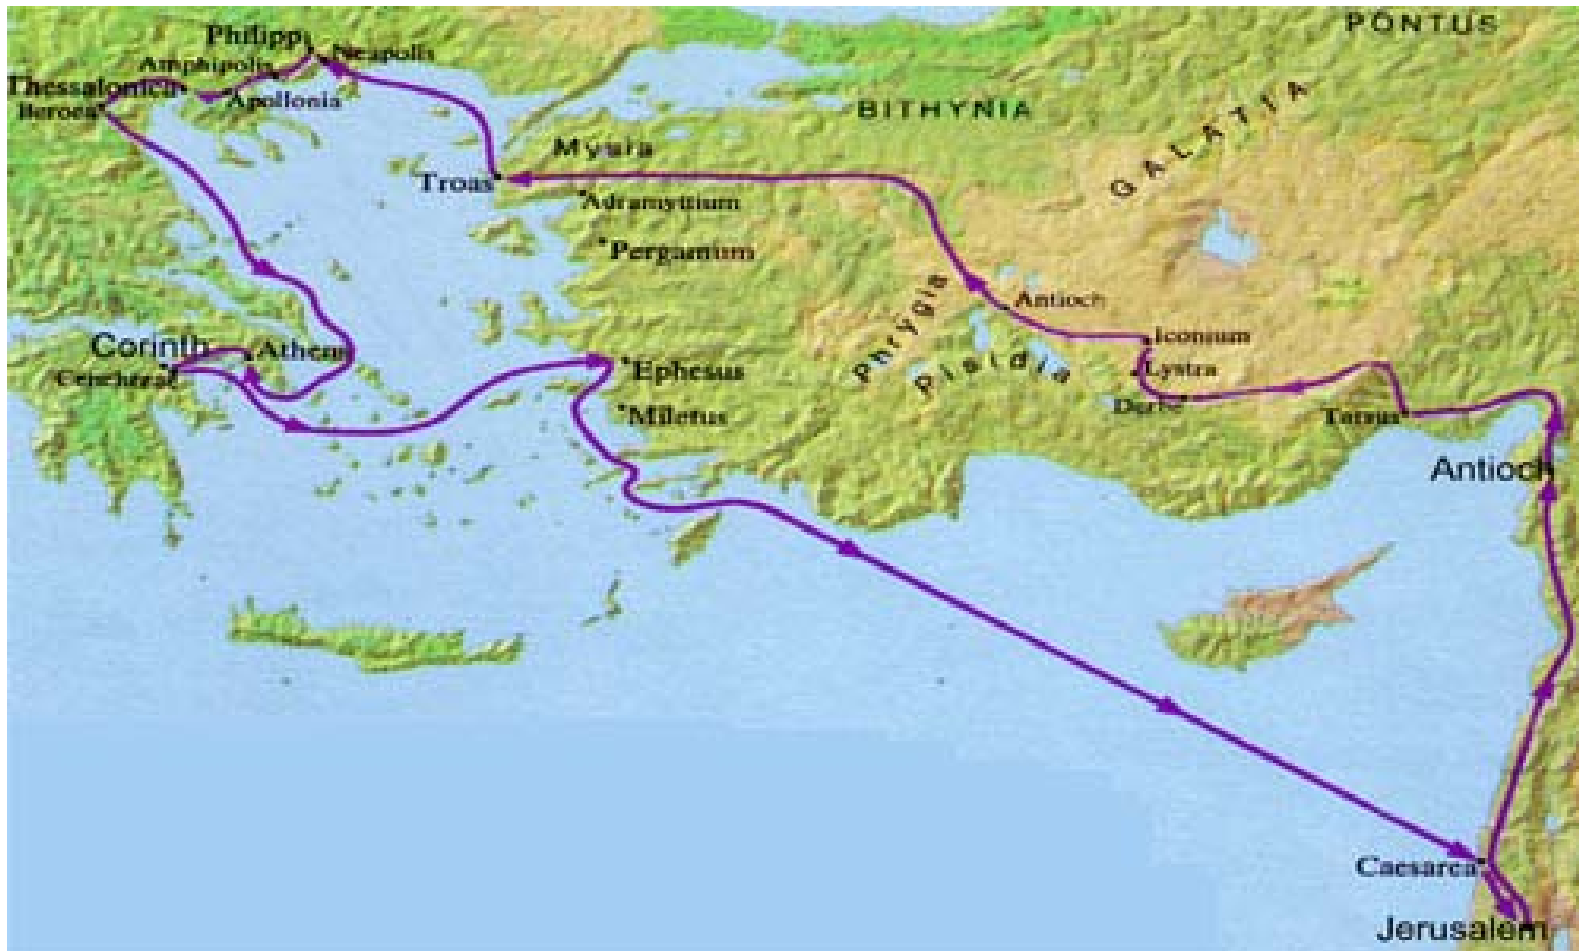 PONTUS
Philippi
Neapolis
Amphipolis
Thessalonica
Apollonia
Beroea
BITHYNIA
GALATIA
Mysia
Troas
Adramyttium
Pergamum
Phrygia
Antioch
Pisidia
Iconium
Corinth
Athens
Cenchreae
Ephesus
Lystra
Derbe
Miletus
Tarsus
Antioch
Caesarea
Jerusalem